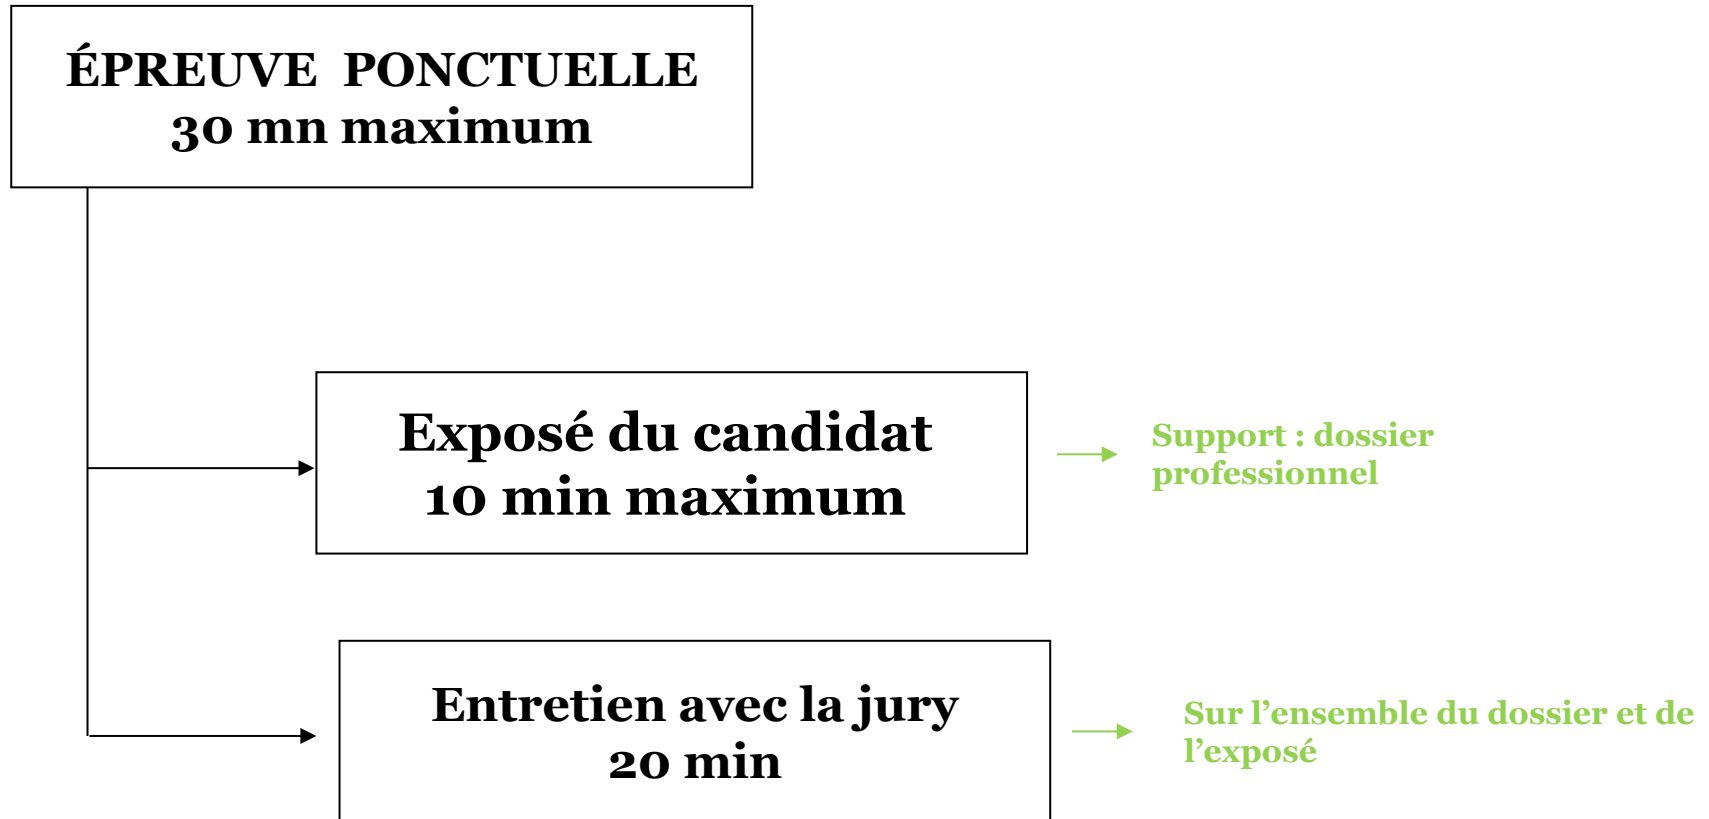 ÉPREUVE PONCTUELLE
30 mn maximum
Exposé du candidat
10 min maximum
Support : dossier
professionnel
Entretien avec la jury
20 min
Sur l’ensemble du dossier et de
l’exposé